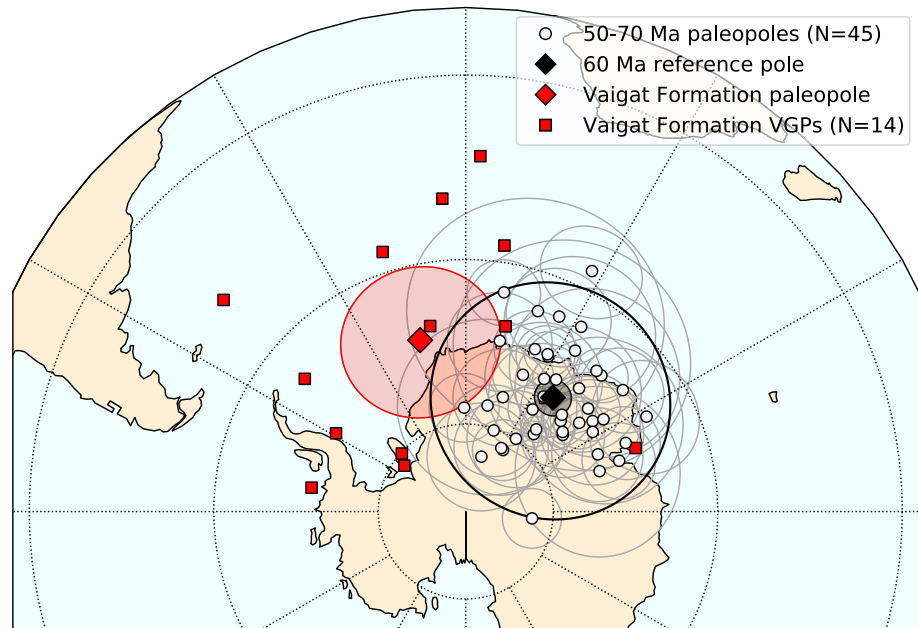 50-70 Ma paleopoles (N=45)
60 Ma reference pole
Vaigat Formation paleopole
Vaigat Formation VGPs (N=14)